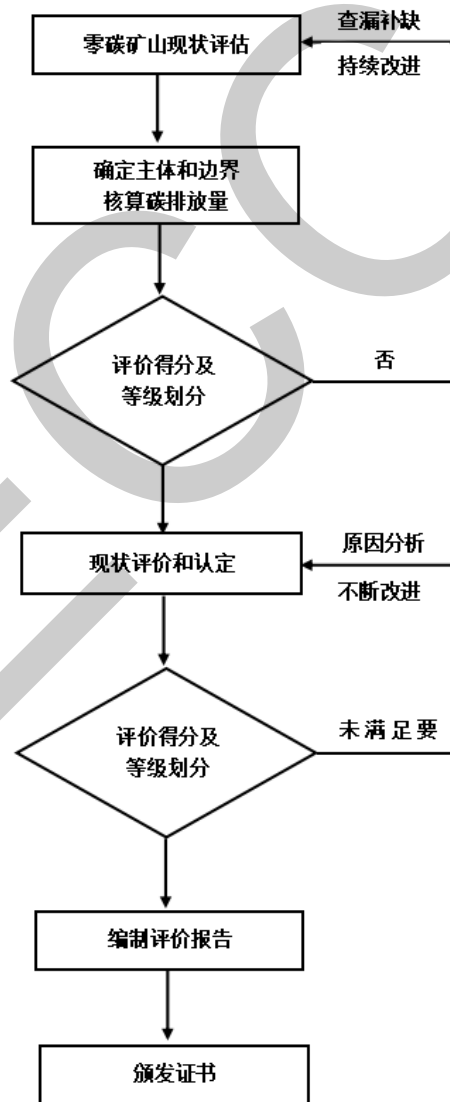 查漏补缺
零碳矿山现状评估
持续改进
确定主体和边界
核算碳排放量
评价得分及
等级划分
否
原因分析
现状评价和认定
不断改进
评价得分及
等级划分
未满足要
编制评价报告
颁发证书